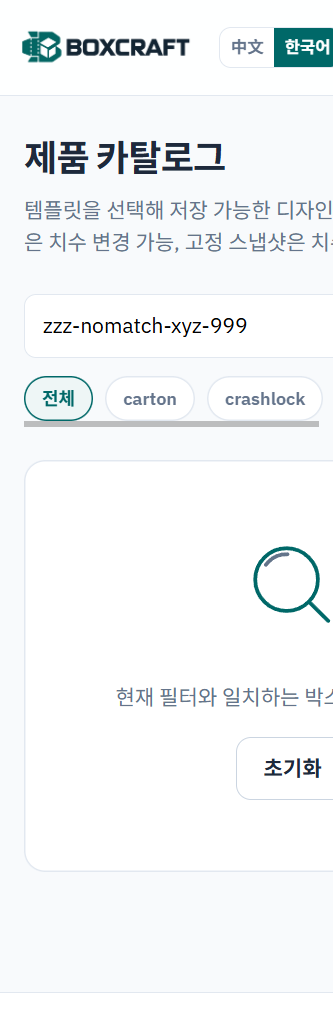 BOXCRAFT
中文 한국어
제품 카탈로그
템플릿을 선택해 저장 가능한 디자인
은 치수 변경 가능, 고정 스냅샷은
zzz-nomatch-xyz-999
전체 carton crashlock
현재 필터와 일치하는
초기화